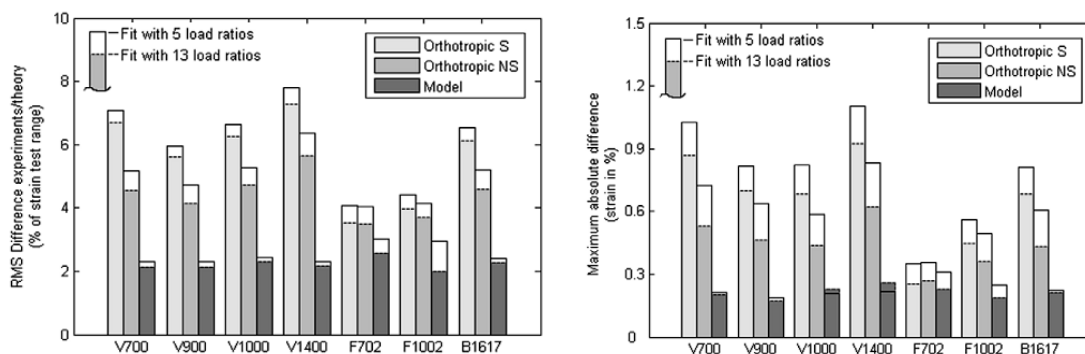 RMS Difference experiments/theory
(% of strain test range)
10
8
6
4
2
0
Fit with 5 load ratios
Fit with 13 load ratios
Orthotropic S
Orthotropic NS
Model
V700 V900 V1000 V1400 F702 F1002 B1617
Maximum absolute difference
(strain in %)
1.5
1.2
0.9
0.6
0.3
0
Fit with 5 load ratios
Fit with 13 load ratios
Orthotropic S
Orthotropic NS
Model
V700 V900 V1000 V1400 F702 F1002 B1617